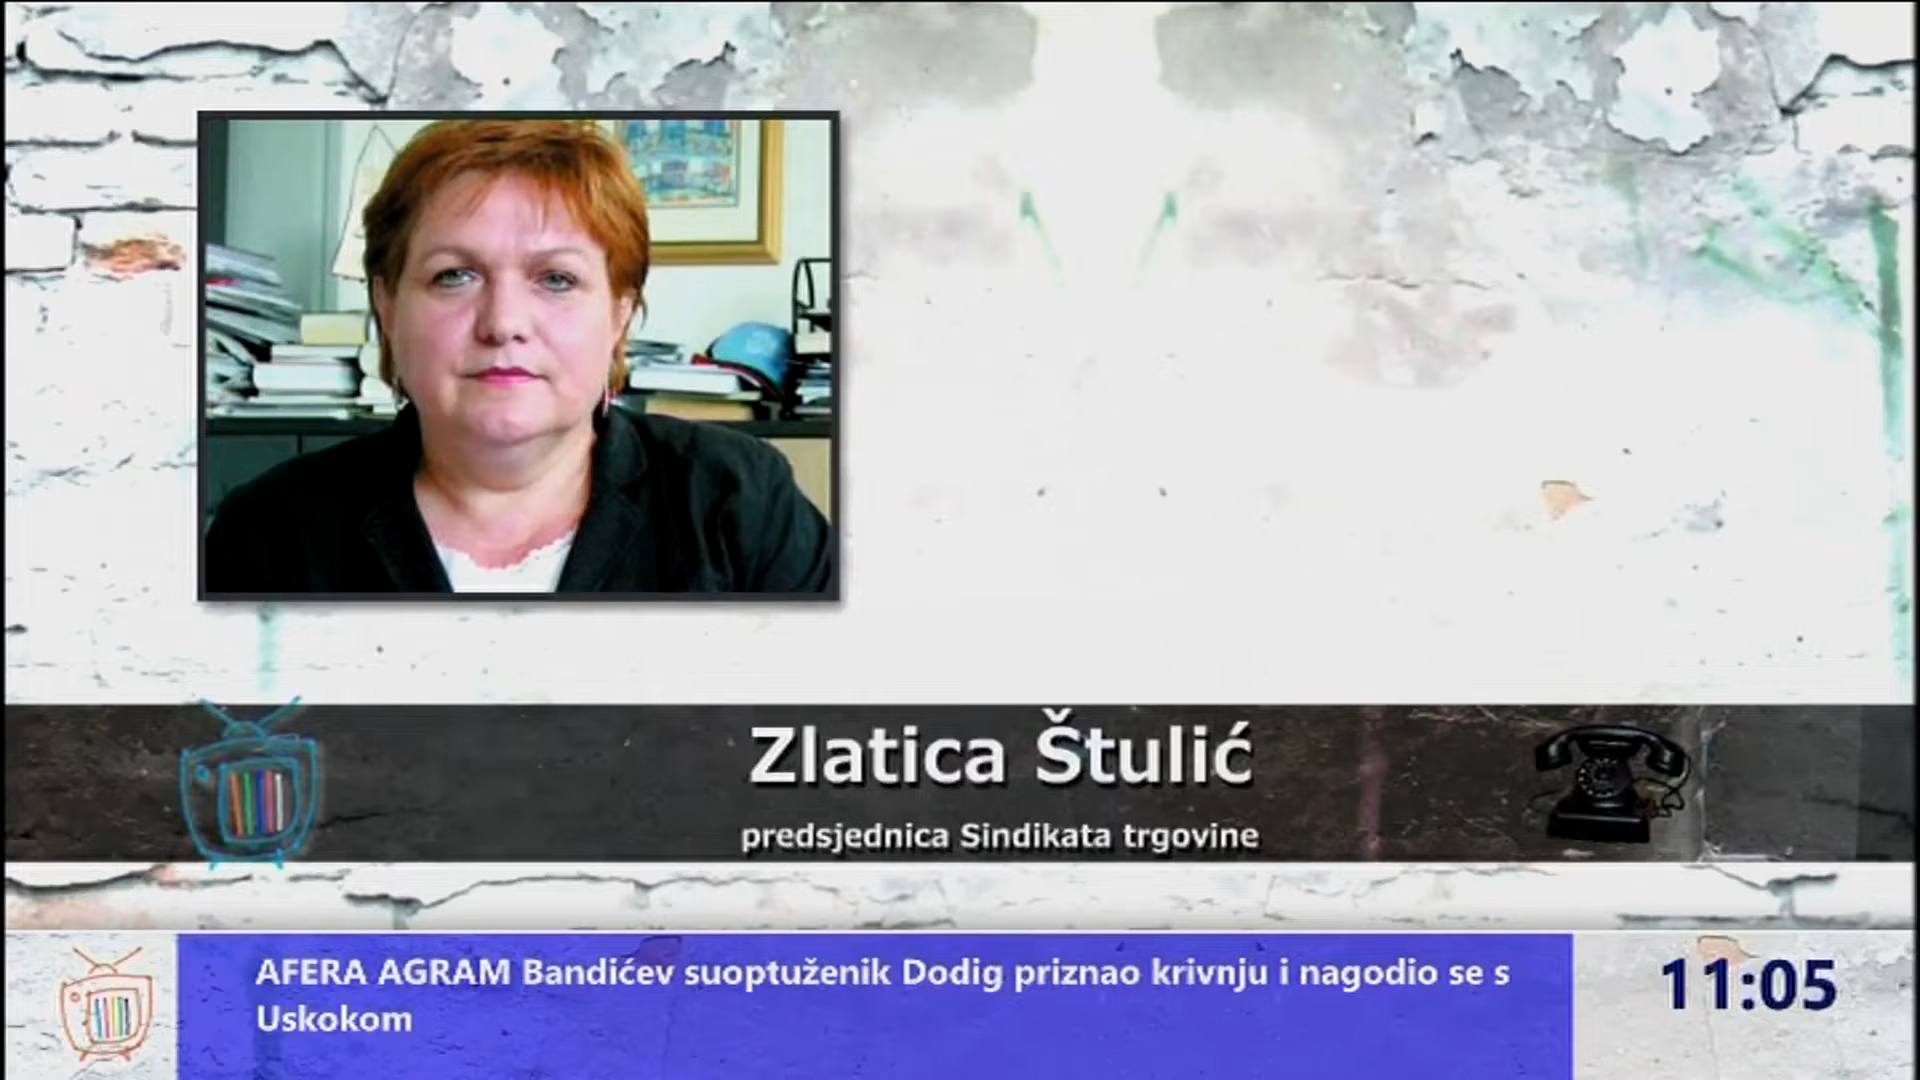 Zlatica Štulić
predsjednica Sindikata trgovine
AFERA AGRAM Bandićev suoptuženik Dodig priznao krivnju i nagodio se s
Uskokom
11:05